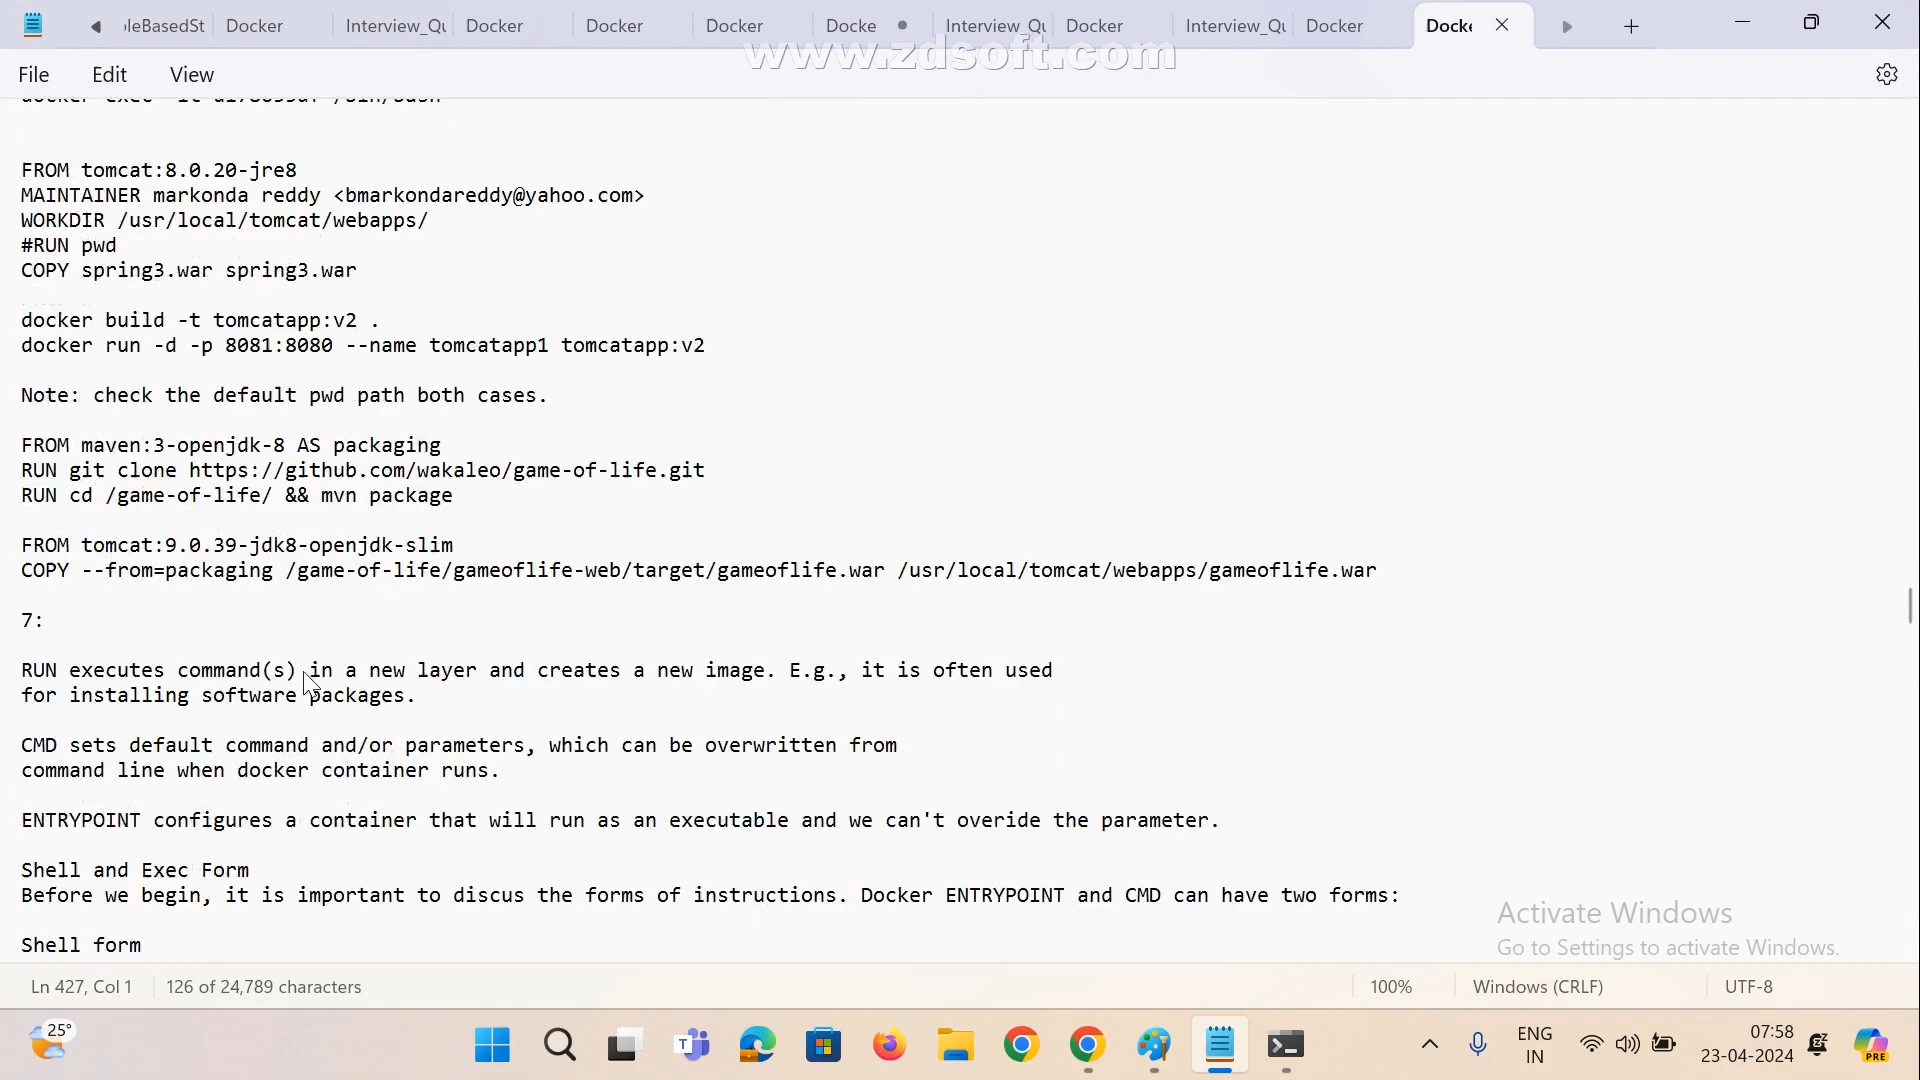 leBasedSt
Docker
Interview_Qu
Docker
Docker
Docker
Docke
Interview_Qu
Docker
Interview_Qu
Docker
Docke
www.zdsoft.com
File
Edit
View
FROM tomcat:8.0.20-jre8
MAINTAINER markonda reddy <bmarkondareddy@yahoo.com>
WORKDIR /usr/local/tomcat/webapps/
#RUN pwd
COPY spring3.war spring3.war
docker build -t tomcatapp:v2 .
docker run -d -p 8081:8080 --name tomcatapp1 tomcatapp:v2
Note: check the default pwd path both cases.
FROM maven:3-openjdk-8 AS packaging
RUN git clone https://github.com/wakaleo/game-of-life.git
RUN cd /game-of-life/ && mvn package
FROM tomcat:9.0.39-jdk8-openjdk-slim
COPY --from=packaging /game-of-life/gameoflife-web/target/gameoflife.war /usr/local/tomcat/webapps/gameoflife.war
7:
RUN executes command(s) in a new layer and creates a new image. E.g., it is often used
for installing software packages.
CMD sets default command and/or parameters, which can be overwritten from
command line when docker container runs.
ENTRYPOINT configures a container that will run as an executable and we can't overide the parameter.
Shell and Exec Form
Before we begin, it is important to discus the forms of instructions. Docker ENTRYPOINT and CMD can have two forms:
Shell form
Activate Windows
Go to Settings to activate Windows.
Ln 427, Col 1
126 of 24,789 characters
100%
Windows (CRLF)
UTF-8
25°
ENG
IN
07:58
23-04-2024
PRE